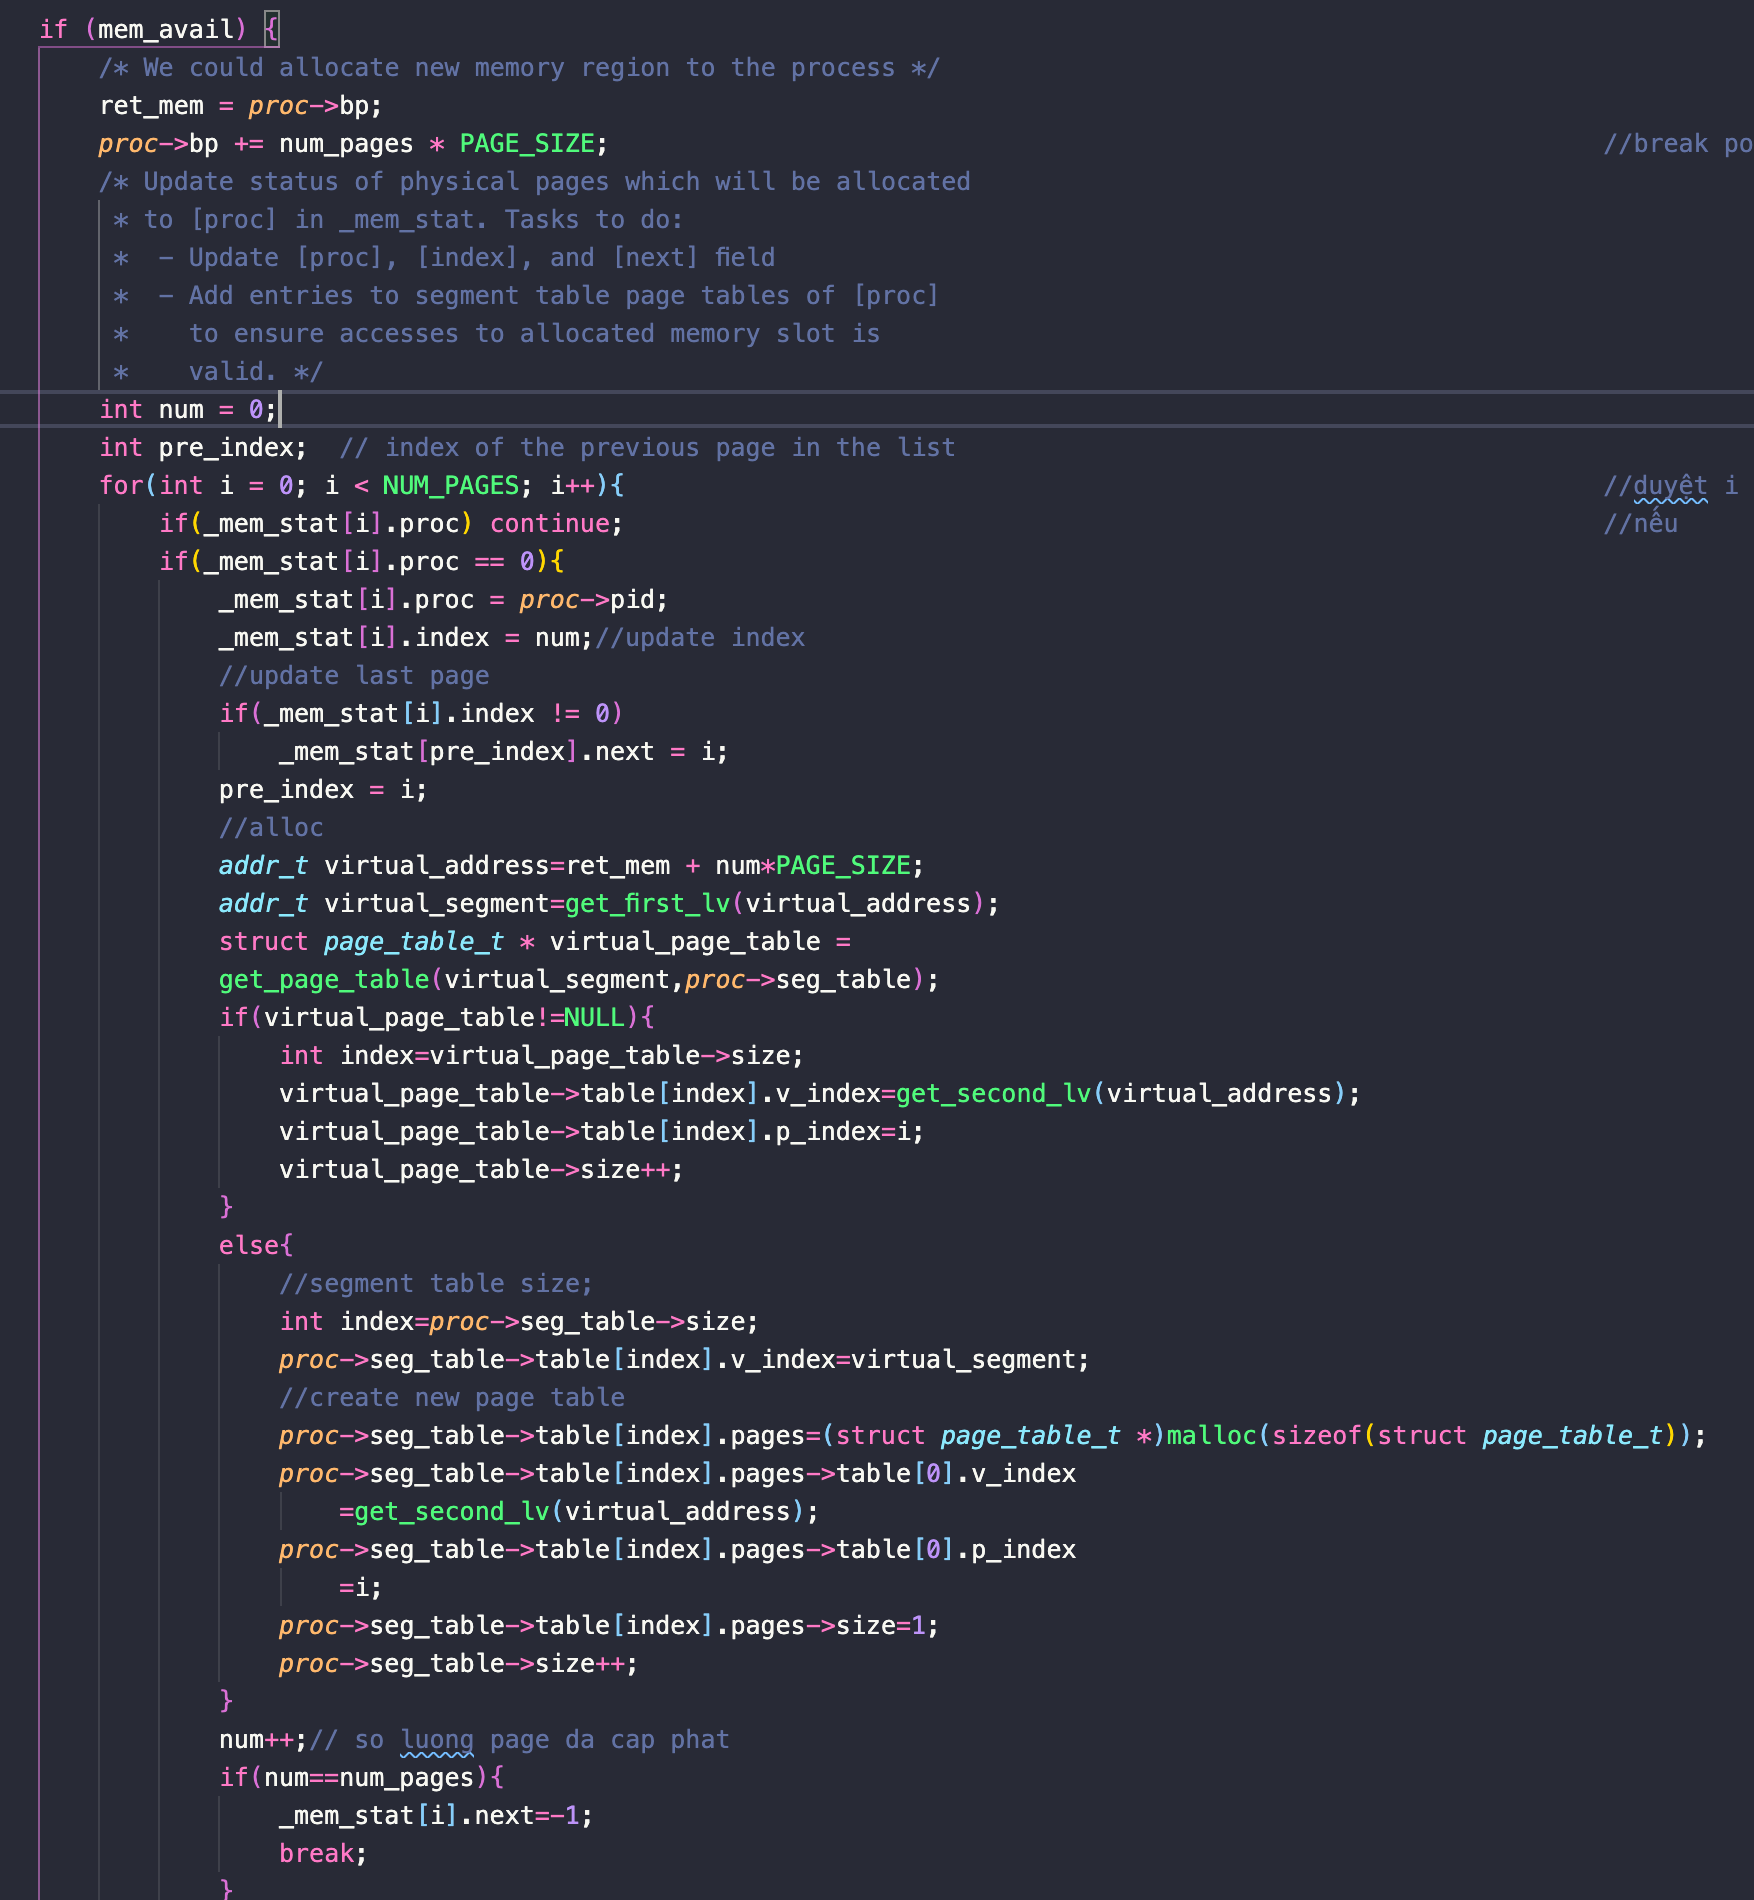 if (mem_avail) {
/* We could allocate new memory region to the process */
ret_mem = proc->bp;
proc->bp += num_pages * PAGE_SIZE; //break po
/* Update status of physical pages which will be allocated
* to [proc] in _mem_stat. Tasks to do:
*  - Update [proc], [index], and [next] field
*  - Add entries to segment table page tables of [proc]
*    to ensure accesses to allocated memory slot is
*    valid. */
int num = 0;
int pre_index;  // index of the previous page in the list
for(int i = 0; i < NUM_PAGES; i++){ //duyệt i
if(_mem_stat[i].proc) continue; //nếu
if(_mem_stat[i].proc == 0){
_mem_stat[i].proc = proc->pid;
_mem_stat[i].index = num;//update index
//update last page
if(_mem_stat[i].index != 0)
_mem_stat[pre_index].next = i;
pre_index = i;
//alloc
addr_t virtual_address=ret_mem + num*PAGE_SIZE;
addr_t virtual_segment=get_first_lv(virtual_address);
struct page_table_t * virtual_page_table =
get_page_table(virtual_segment,proc->seg_table);
if(virtual_page_table!=NULL){
int index=virtual_page_table->size;
virtual_page_table->table[index].v_index=get_second_lv(virtual_address);
virtual_page_table->table[index].p_index=i;
virtual_page_table->size++;
}
else{
//segment table size;
int index=proc->seg_table->size;
proc->seg_table->table[index].v_index=virtual_segment;
//create new page table
proc->seg_table->table[index].pages=(struct page_table_t *)malloc(sizeof(struct page_table_t));
proc->seg_table->table[index].pages->table[0].v_index
=get_second_lv(virtual_address);
proc->seg_table->table[index].pages->table[0].p_index
=i;
proc->seg_table->table[index].pages->size=1;
proc->seg_table->size++;
}
num++;// so luong page da cap phat
if(num==num_pages){
_mem_stat[i].next=-1;
break;
}